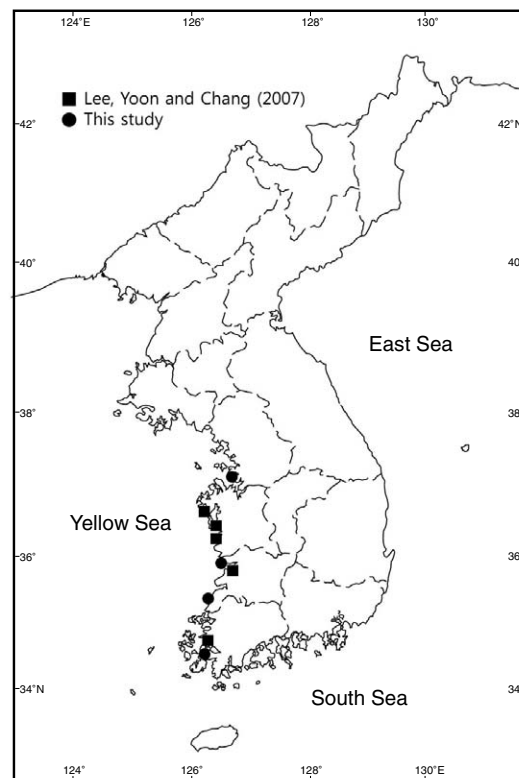 124°E
126°
128°
130°
■ Lee, Yoon and Chang (2007)
● This study
42°
42°N
40°
40°
East Sea
38°
38°
Yellow Sea
36°
36°
34°N
34°
South Sea
124°
126°
128°
130°E